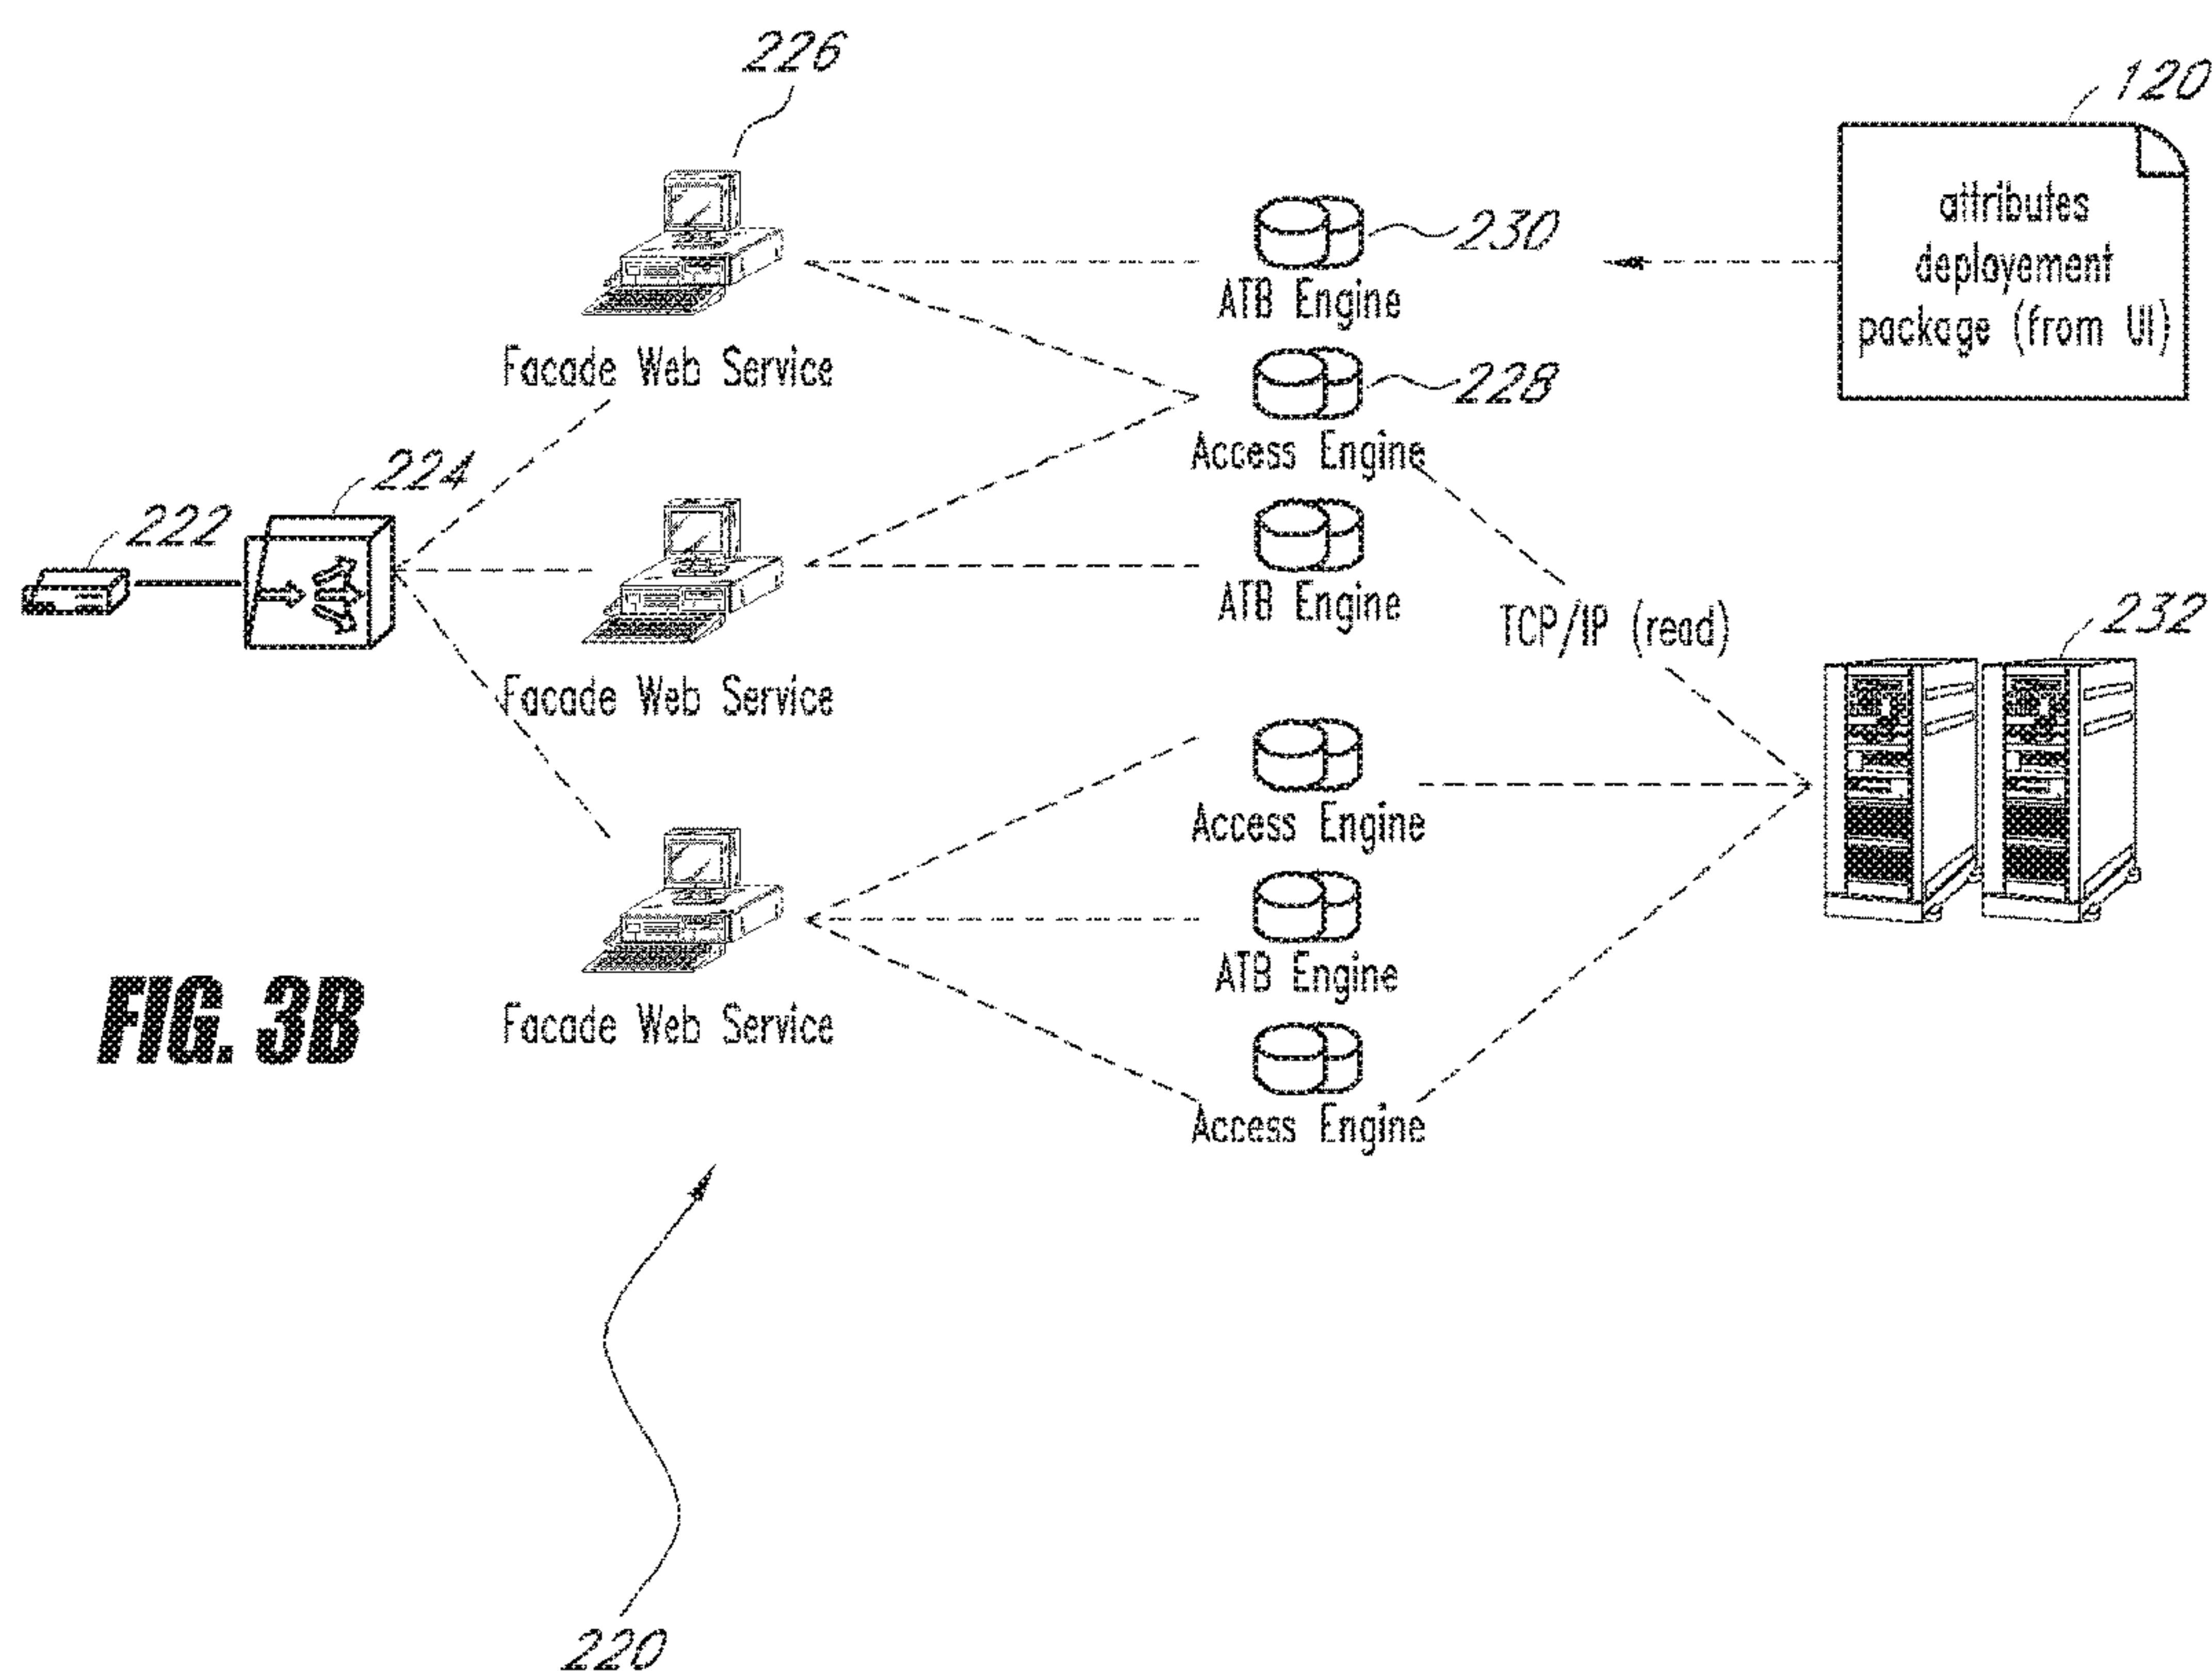 226
120
attributes
deployement
package (from UI)
230
ATB Engine
Facade Web Service
228
Access Engine
224
222
ATB Engine
TCP/IP (read)
232
Facade Web Service
Access Engine
ATB Engine
FIG. 3B
Facade Web Service
Access Engine
220